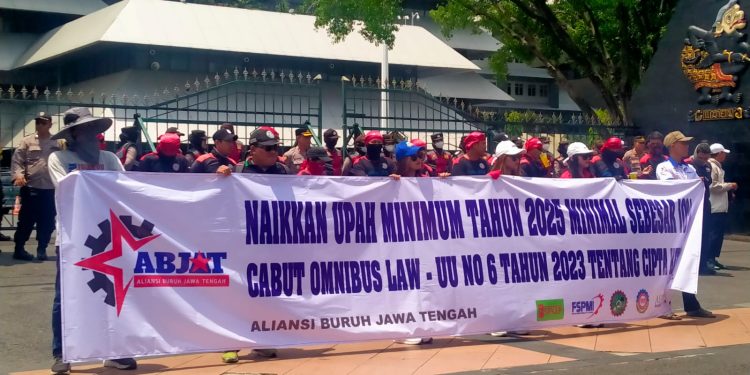 ABJAT
ALIANSI BURUH JAWA TENGAH
NAIKKAN UPAH MINIMUM TAHUN 2025 MINIMAL SEBESAR
CABUT OMNIBUS LAW - UU NO 6 TAHUN 2023 TENTANG CIPTA
ALIANSI BURUH JAWA TENGAH
FSPMI